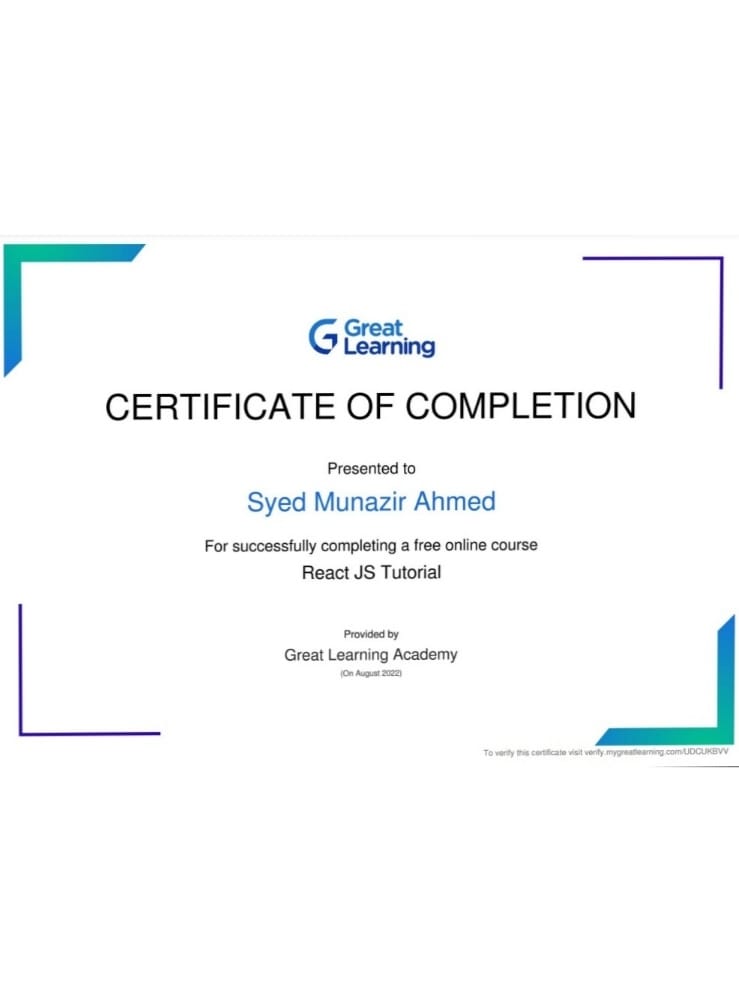 Great
Learning
CERTIFICATE OF COMPLETION
Presented to
Syed Munazir Ahmed
For successfully completing a free online course
React JS Tutorial
Provided by
Great Learning Academy
(On August 2022)
To verify this certificate visit verify.mygreatlearning.com/UDCUKBVV